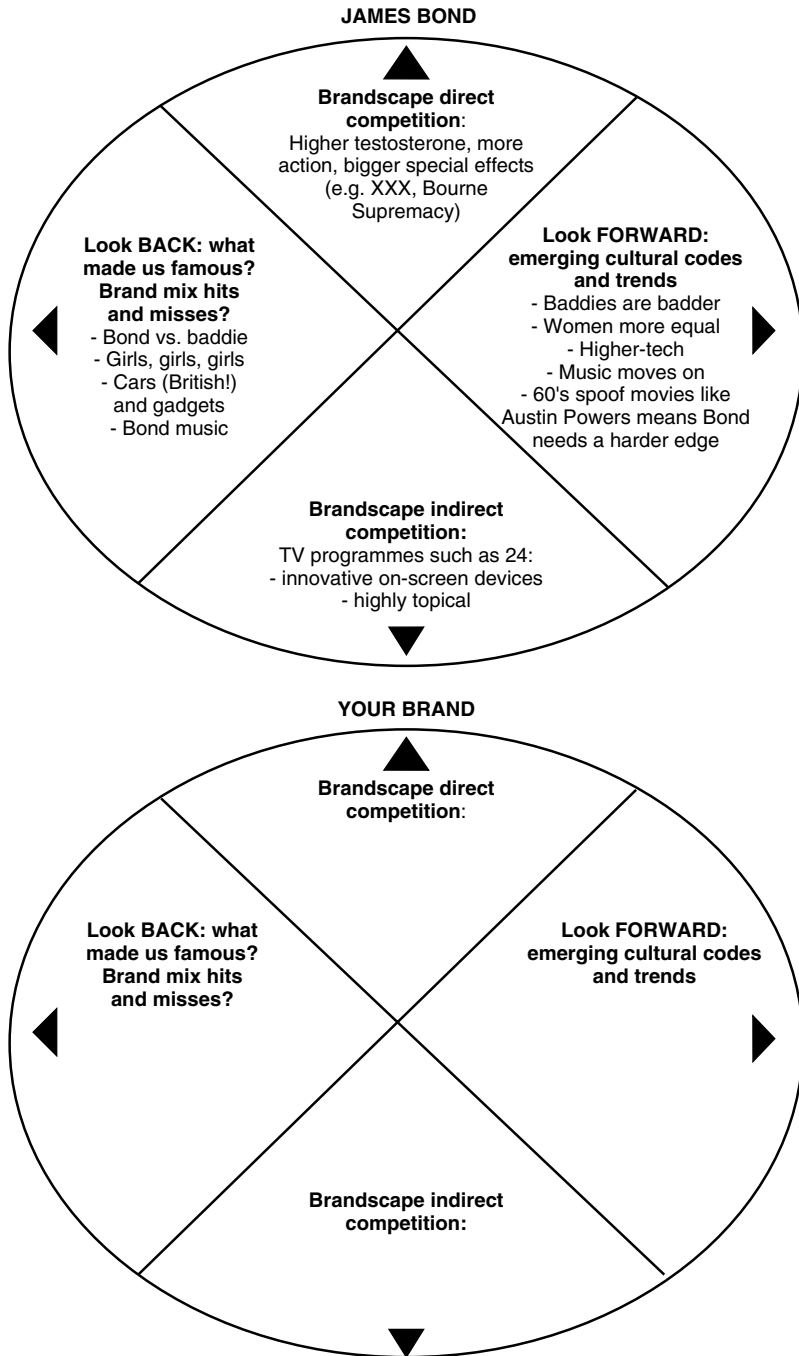 JAMES BOND
Brandscape direct
competition:
Higher testosterone, more
action, bigger special effects
(e.g. XXX, Bourne
Supremacy)
Look BACK: what
made us famous?
Brand mix hits
and misses?
- Bond vs. baddie
- Girls, girls, girls
- Cars (British!)
and gadgets
- Bond music
Look FORWARD:
emerging cultural codes
and trends
- Baddies are badder
- Women more equal
- Higher-tech
- Music moves on
- 60's spoof movies like
Austin Powers means Bond
needs a harder edge
Brandscape indirect
competition:
TV programmes such as 24:
- innovative on-screen devices
- highly topical
YOUR BRAND
Brandscape direct
competition:
Look BACK: what
made us famous?
Brand mix hits
and misses?
Look FORWARD:
emerging cultural codes
and trends
Brandscape indirect
competition: